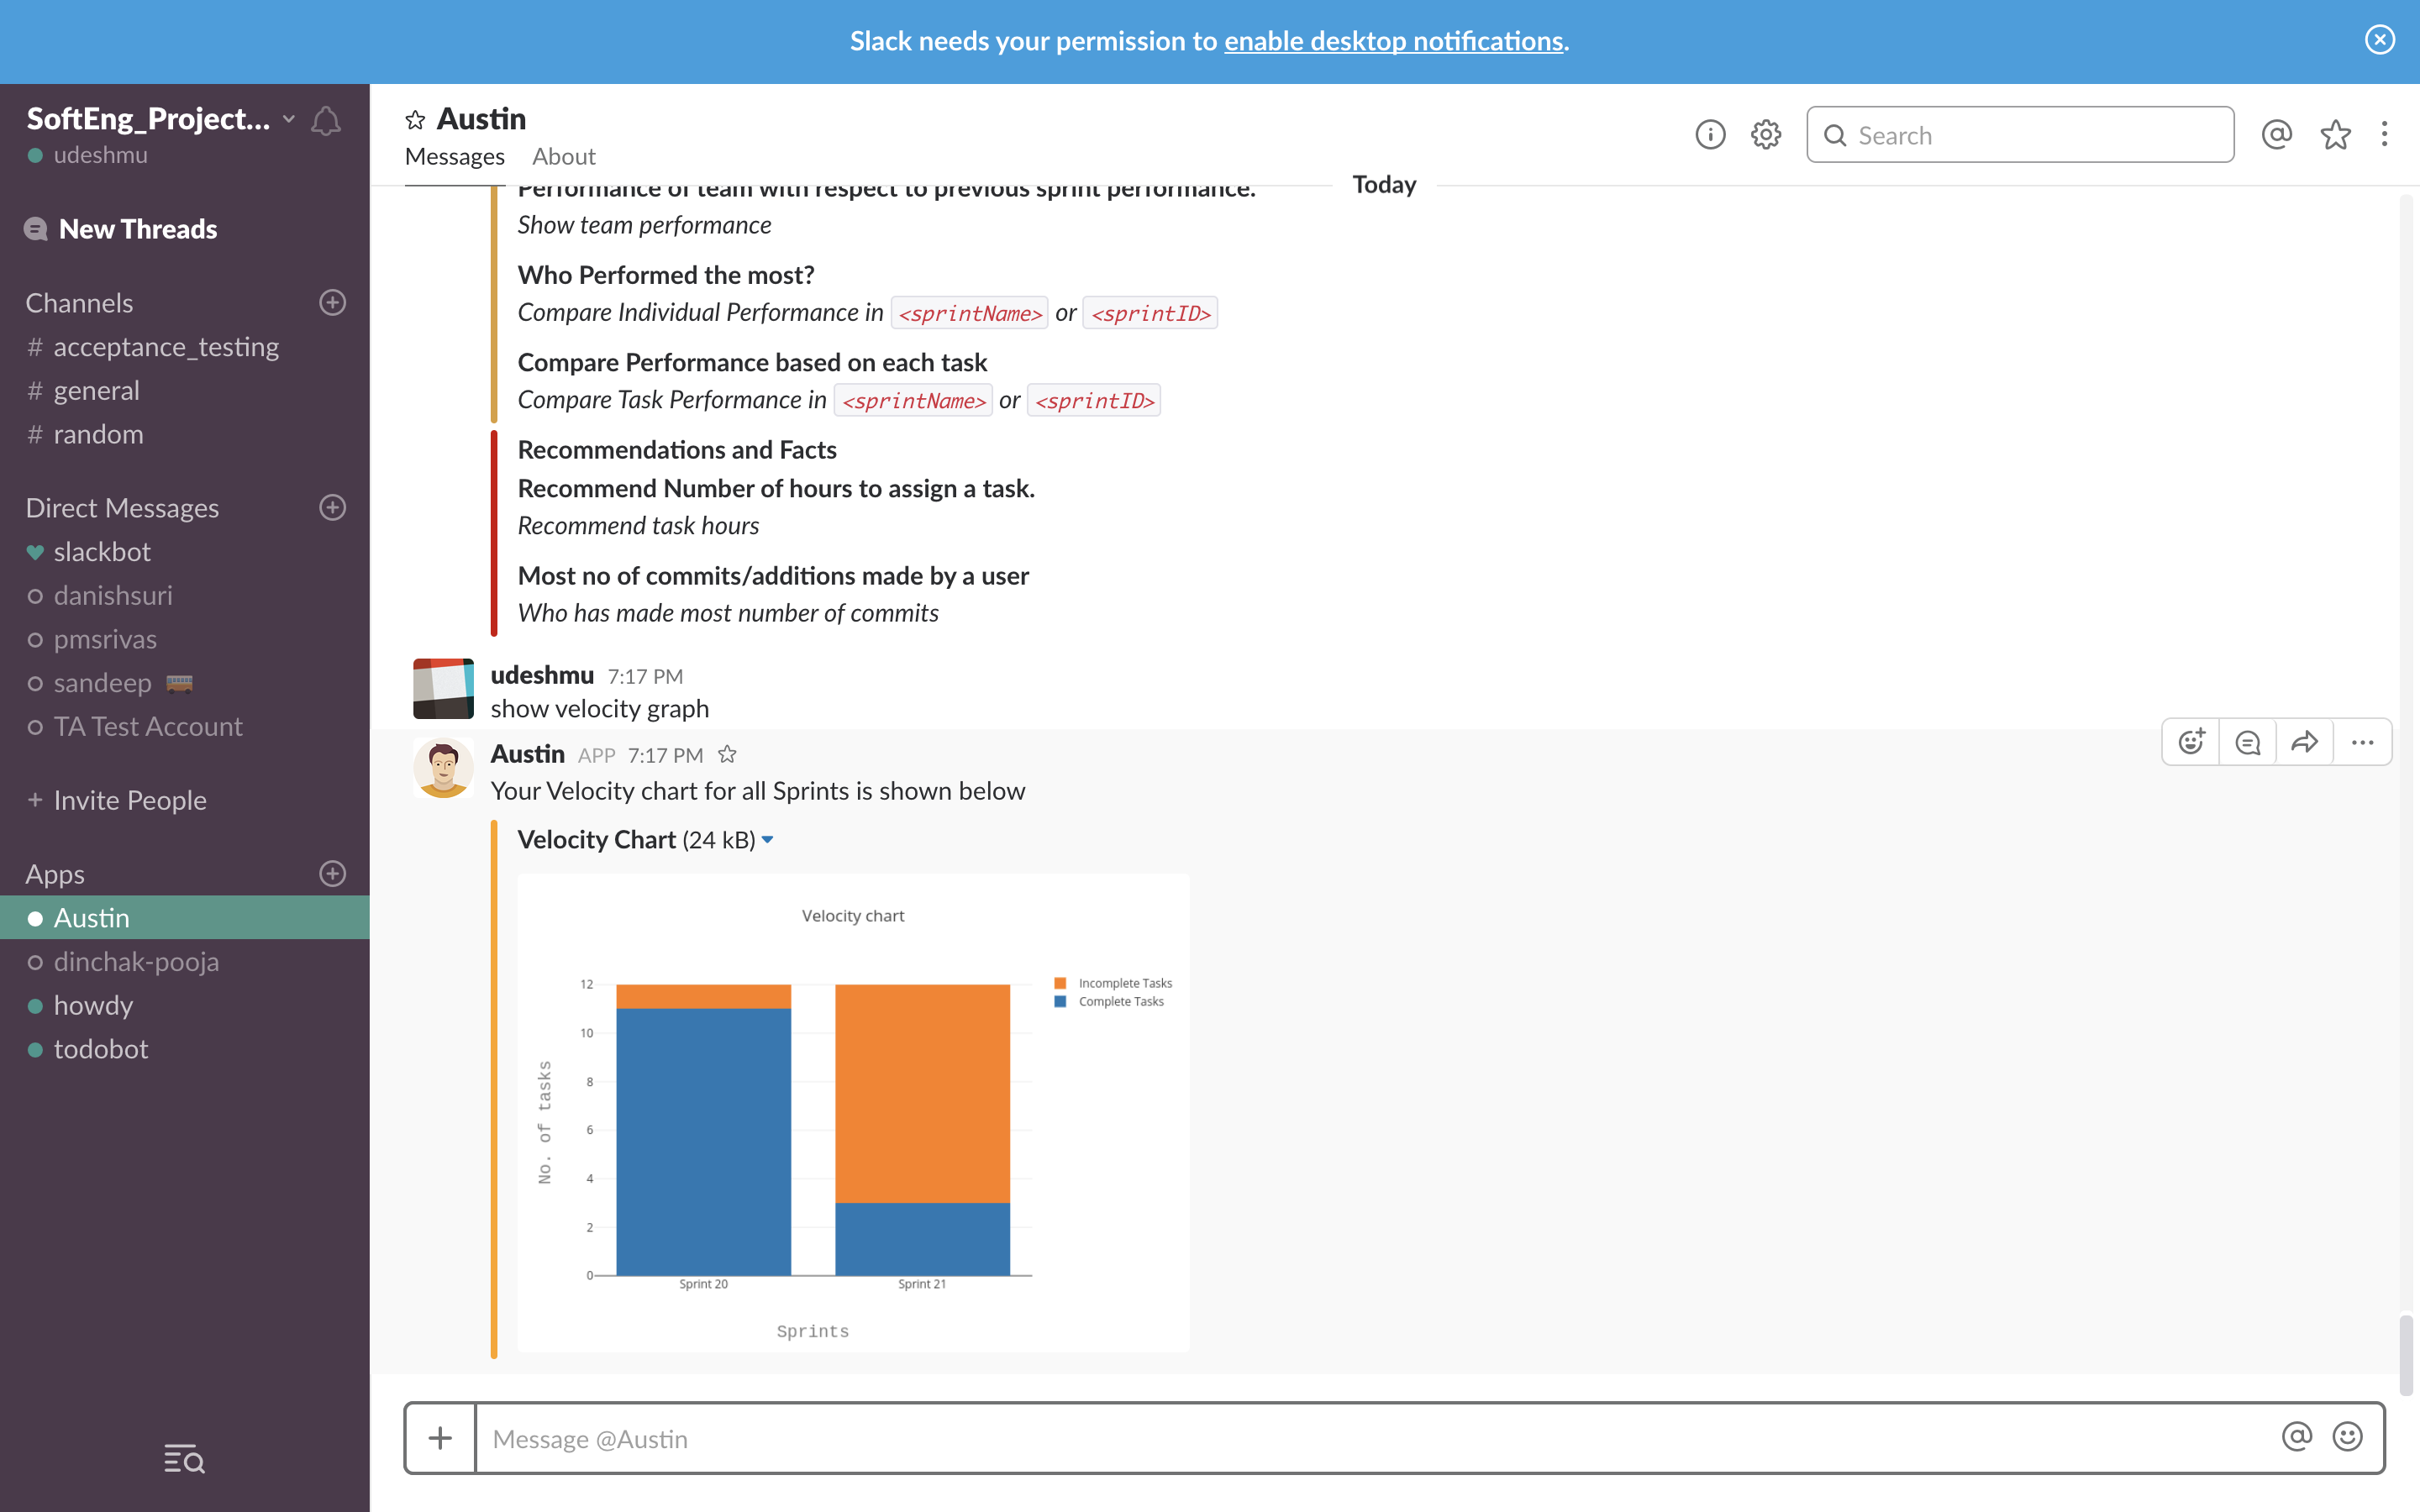 Slack needs your permission to enable desktop notifications.
SoftEng_Project...
udeshmu
New Threads
Channels
# acceptance_testing
# general
# random
Direct Messages
slackbot
danishsuri
pmsrivas
sandeep
TA Test Account
+ Invite People
Apps
Austin
dinchak-pooja
howdy
todobot
Austin
Messages About
Search
Today
Performance of team with respect to previous sprint performance.
Show team performance
Who Performed the most?
Compare Individual Performance in <sprintName> or <sprintID>
Compare Performance based on each task
Compare Task Performance in <sprintName> or <sprintID>
Recommendations and Facts
Recommend Number of hours to assign a task.
Recommend task hours
Most no of commits/additions made by a user
Who has made most number of commits
udeshmu 7:17 PM
show velocity graph
Austin APP 7:17 PM
Your Velocity chart for all Sprints is shown below
Velocity Chart (24 kB)
Velocity chart
Incomplete Tasks
Complete Tasks
12
10
8
6
4
2
0
No. of tasks
Sprint 20 Sprint 21
Sprints
Message @Austin